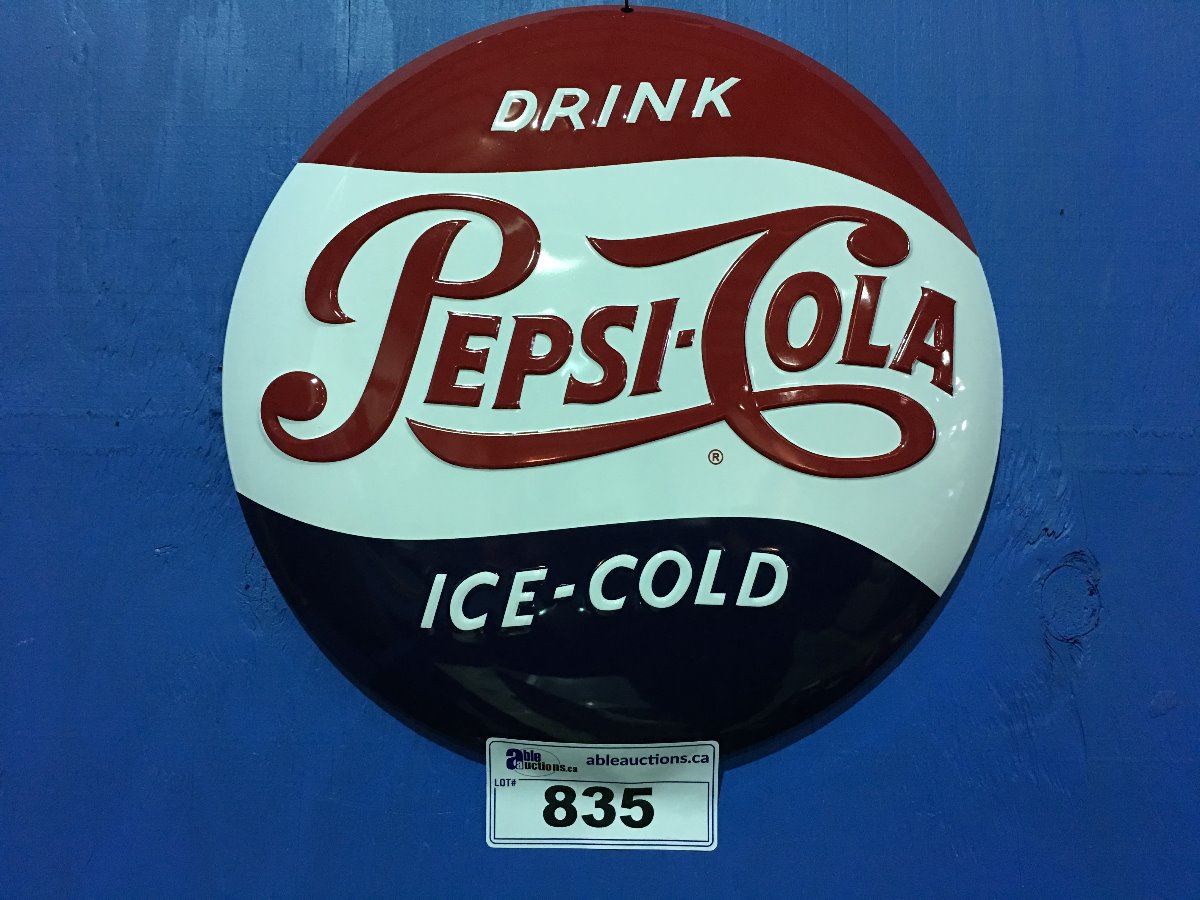 DRINK
PEPSI-COLA
®
ICE-COLD
able auctions.ca
ableauctions.ca
LOT#
835